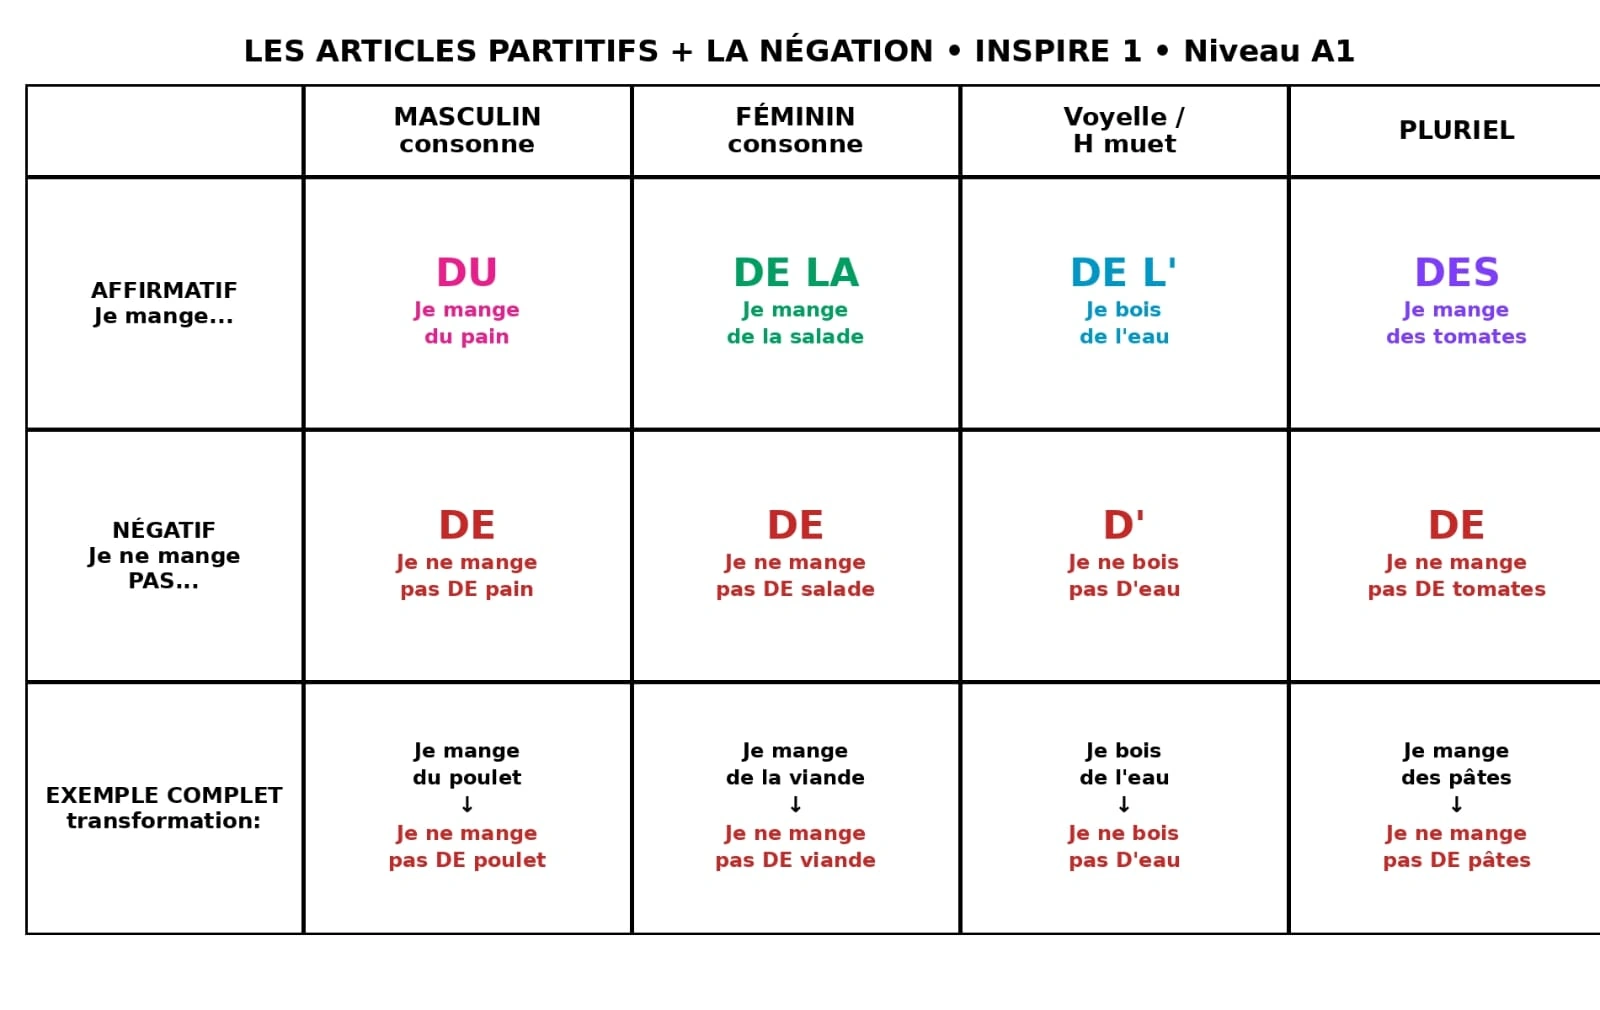 LES ARTICLES PARTITIFS + LA NÉGATION • INSPIRE 1 • Niveau A1
MASCULIN
consonne
FÉMININ
consonne
Voyelle /
H muet
PLURIEL
AFFIRMATIF
Je mange...
DU
Je mange
du pain
DE LA
Je mange
de la salade
DE L'
Je bois
de l'eau
DES
Je mange
des tomates
NÉGATIF
Je ne mange
PAS...
DE
Je ne mange
pas DE pain
DE
Je ne mange
pas DE salade
D'
Je ne bois
pas D'eau
DE
Je ne mange
pas DE tomates
EXEMPLE COMPLET
transformation:
Je mange
du poulet
↓
Je ne mange
pas DE poulet
Je mange
de la viande
↓
Je ne mange
pas DE viande
Je bois
de l'eau
↓
Je ne bois
pas D'eau
Je mange
des pâtes
↓
Je ne mange
pas DE pâtes